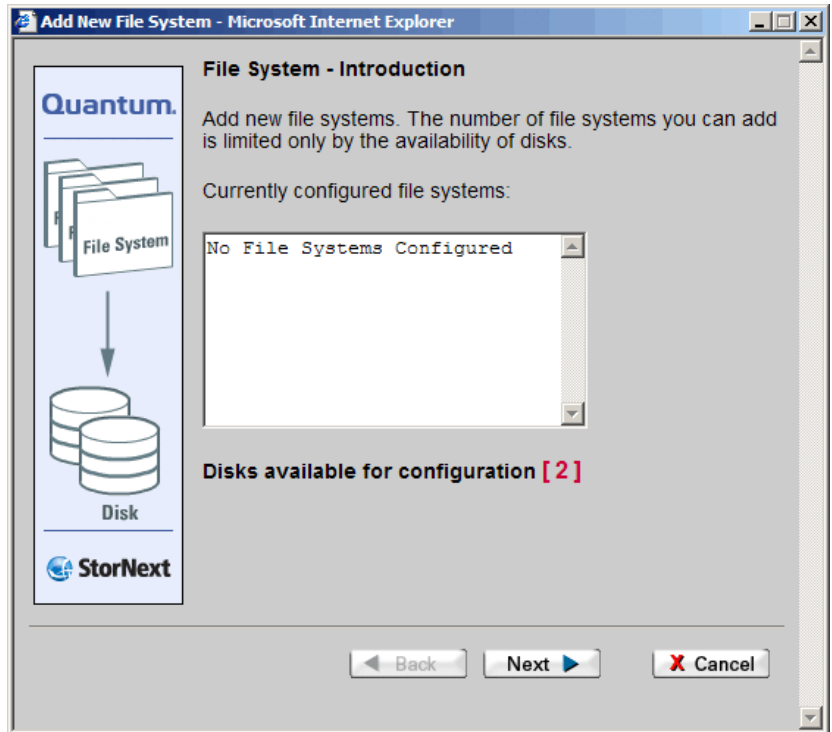 Add New File System - Microsoft Internet Explorer
Quantum.
File System
Disk
StorNext
File System - Introduction
Add new file systems. The number of file systems you can add
is limited only by the availability of disks.
Currently configured file systems:
No File Systems Configured
Disks available for configuration [ 2 ]
Back
Next
X Cancel